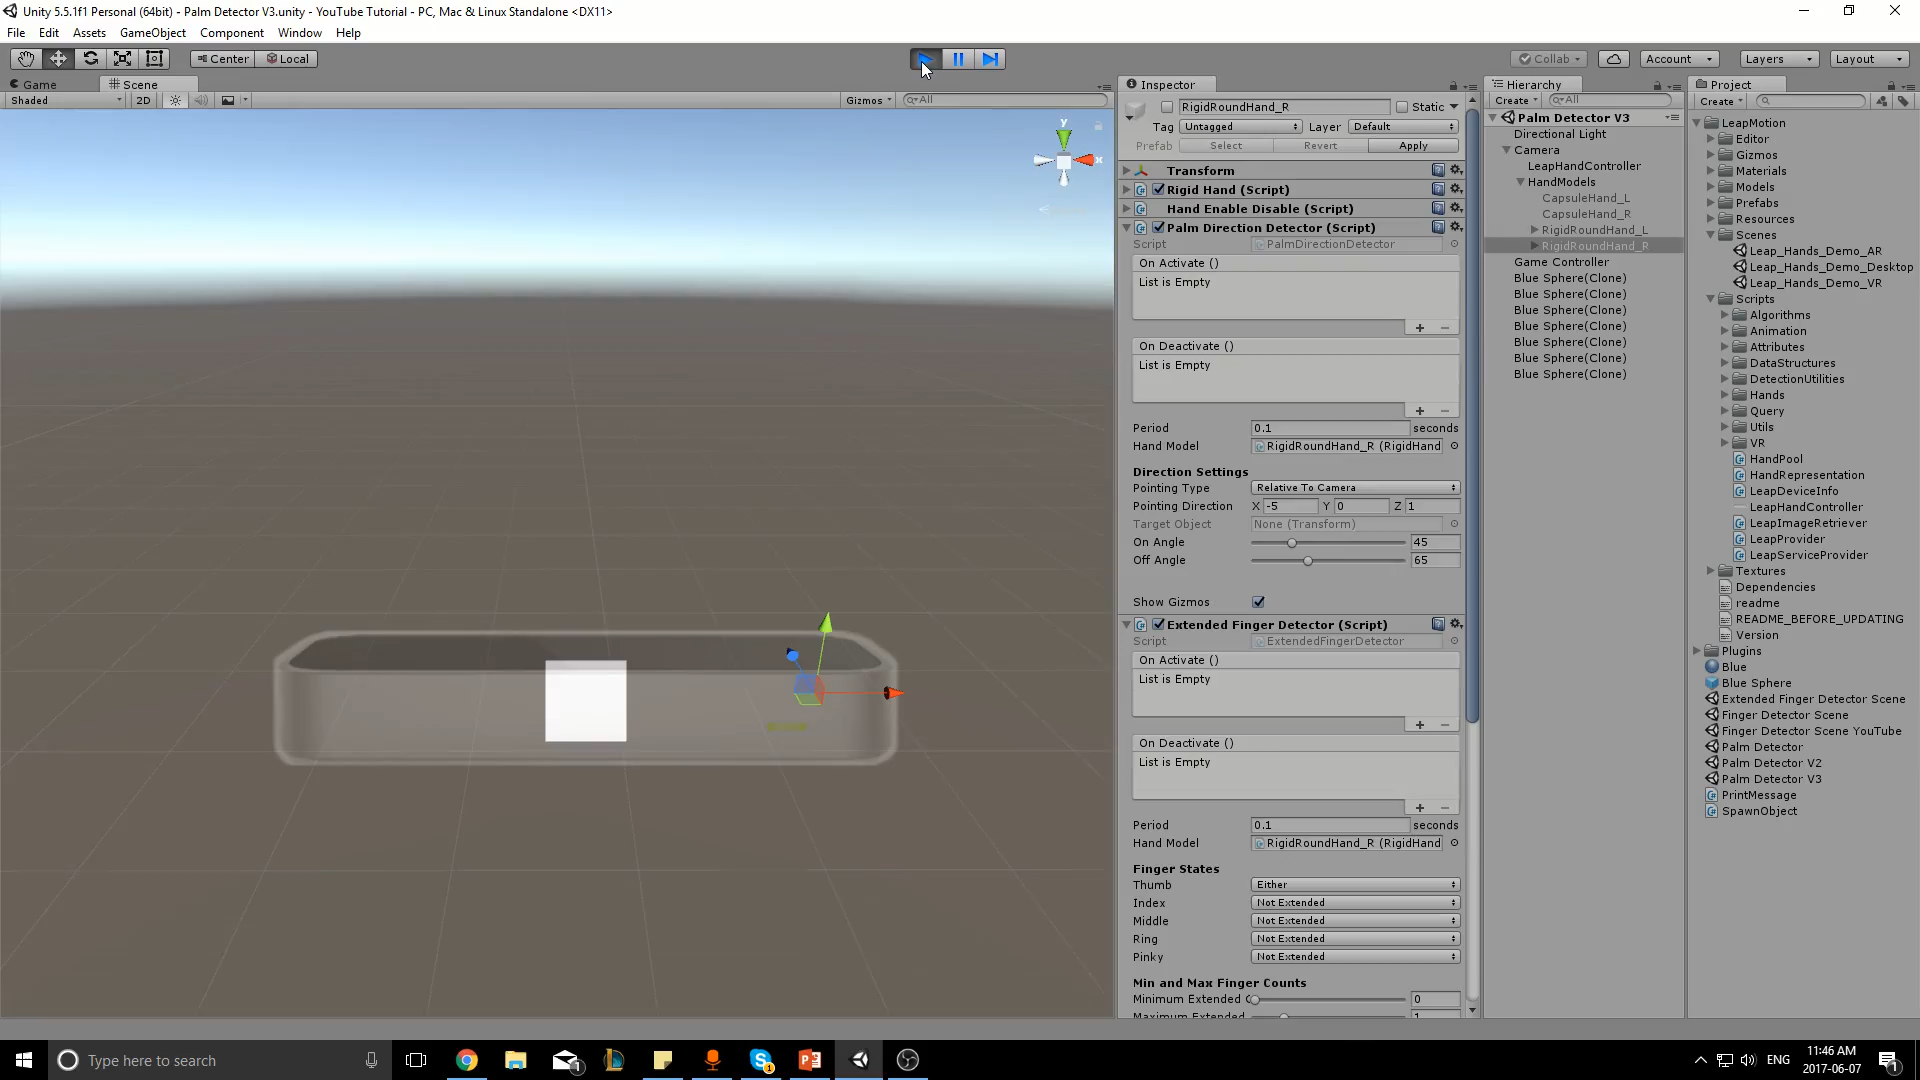 Unity 5.5.1f1 Personal (64bit) - Palm Detector V3.unity - YouTube Tutorial - PC, Mac & Linux Standalone <DX11>
File Edit Assets GameObject Component Window Help
Center Local
Collab Account Layers Layout
Game Scene
Shaded 2D Gizmos All
y
x
Inspector
RigidRoundHand_R Static
Tag Untagged Layer Default
Prefab Select Revert Apply
Transform
Rigid Hand (Script)
Hand Enable Disable (Script)
Palm Direction Detector (Script)
Script PalmDirectionDetector
On Activate ()
List is Empty
On Deactivate ()
List is Empty
Period 0.1 seconds
Hand Model RigidRoundHand_R (RigidHand
Direction Settings
Pointing Type Relative To Camera
Pointing Direction X -5 Y 0 Z 1
Target Object None (Transform)
On Angle 45
Off Angle 65
Show Gizmos
Extended Finger Detector (Script)
Script ExtendedFingerDetector
On Activate ()
List is Empty
On Deactivate ()
List is Empty
Period 0.1 seconds
Hand Model RigidRoundHand_R (RigidHand
Finger States
Thumb Either
Index Not Extended
Middle Not Extended
Ring Not Extended
Pinky Not Extended
Min and Max Finger Counts
Minimum Extended 0
Maximum Extended 1
Hierarchy
Create All
Palm Detector V3
Directional Light
Camera
LeapHandController
HandModels
CapsuleHand_L
CapsuleHand_R
RigidRoundHand_L
RigidRoundHand_R
Game Controller
Blue Sphere(Clone)
Blue Sphere(Clone)
Blue Sphere(Clone)
Blue Sphere(Clone)
Blue Sphere(Clone)
Blue Sphere(Clone)
Blue Sphere(Clone)
Project
Create
LeapMotion
Editor
Gizmos
Materials
Models
Prefabs
Resources
Scenes
Leap_Hands_Demo_AR
Leap_Hands_Demo_Desktop
Leap_Hands_Demo_VR
Scripts
Algorithms
Animation
Attributes
DataStructures
DetectionUtilities
Hands
Query
Utils
VR
HandPool
HandRepresentation
LeapDeviceInfo
LeapHandController
LeapImageRetriever
LeapProvider
LeapServiceProvider
Textures
Dependencies
readme
README_BEFORE_UPDATING
Version
Plugins
Blue
Blue Sphere
Extended Finger Detector Scene
Finger Detector Scene
Finger Detector Scene YouTube
Palm Detector
Palm Detector V2
Palm Detector V3
PrintMessage
SpawnObject
Type here to search
ENG
11:46 AM
2017-06-07